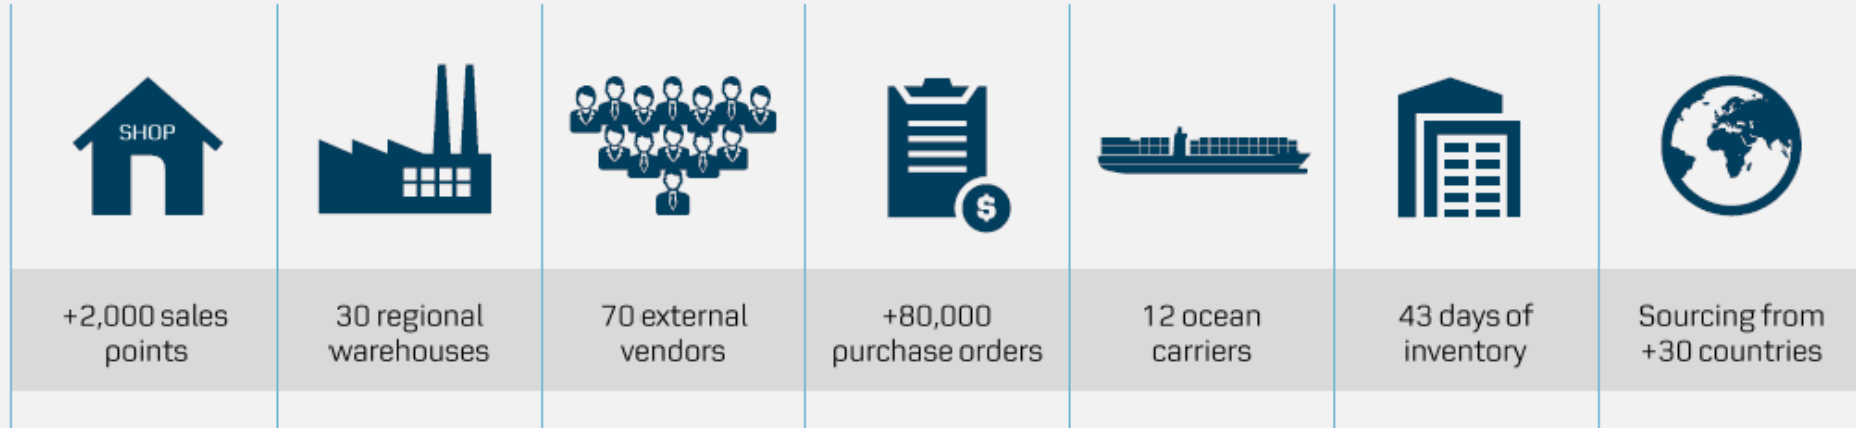 SHOP
$
+2,000 sales
points
30 regional
warehouses
70 external
vendors
+80,000
purchase orders
12 ocean
carriers
43 days of
inventory
Sourcing from
+30 countries